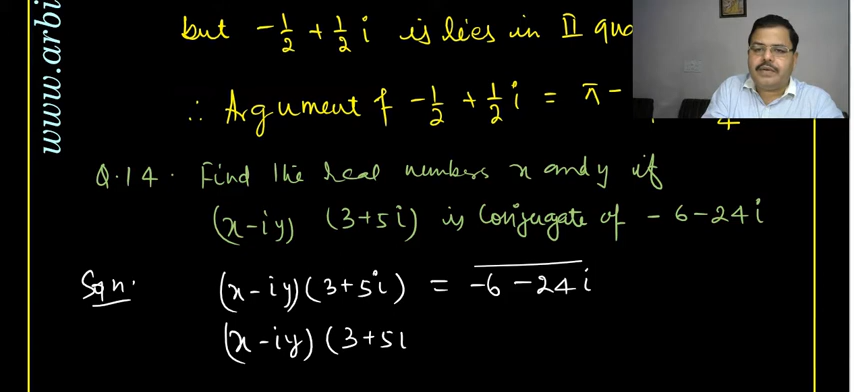 but -1/2 + 1/2 i is lies in II qua
∴ Argument of -1/2 + 1/2 i = π -
Q.14. Find the real numbers x and y if
(x-iy) (3+5i) is Conjugate of -6-24i
Sqn: (x-iy)(3+5i) = \overline{-6-24i}
(x-iy) (3+5i
www.arbi